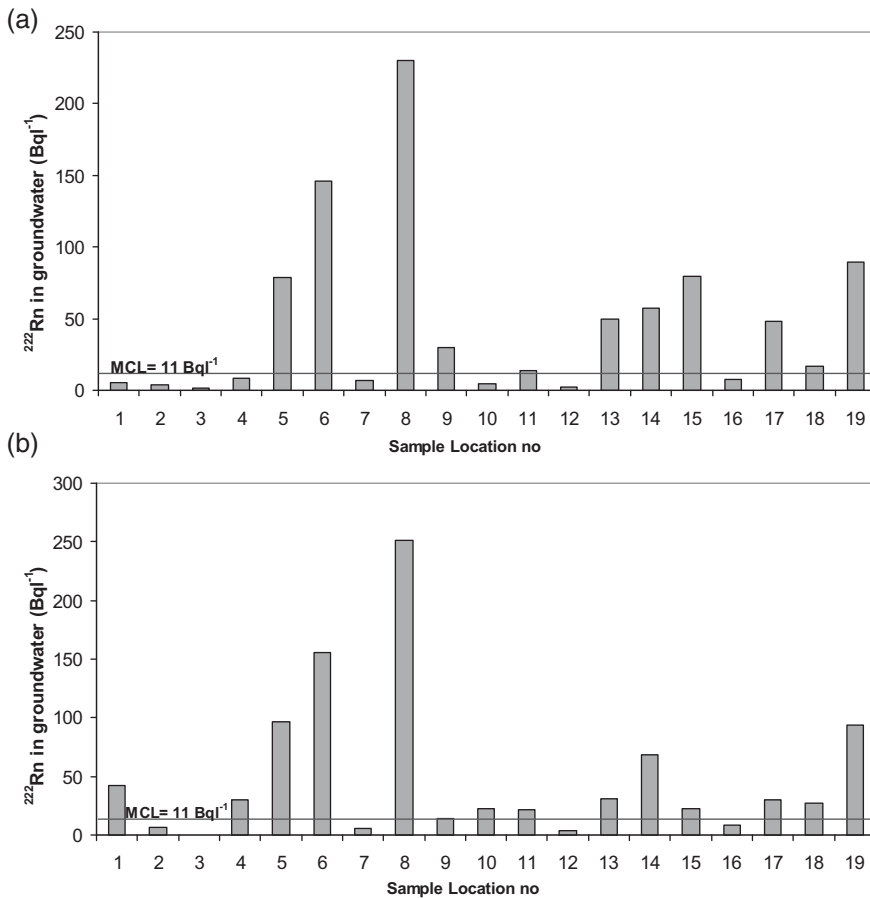 (a)
250
200
150
100
50
0
²²²Rn in groundwater (Bql⁻¹)
MCL= 11 Bql⁻¹
1 2 3 4 5 6 7 8 9 10 11 12 13 14 15 16 17 18 19
Sample Location no
(b)
300
250
200
150
100
50
0
²²²Rn in groundwater (Bql⁻¹)
MCL= 11 Bql⁻¹
1 2 3 4 5 6 7 8 9 10 11 12 13 14 15 16 17 18 19
Sample Location no